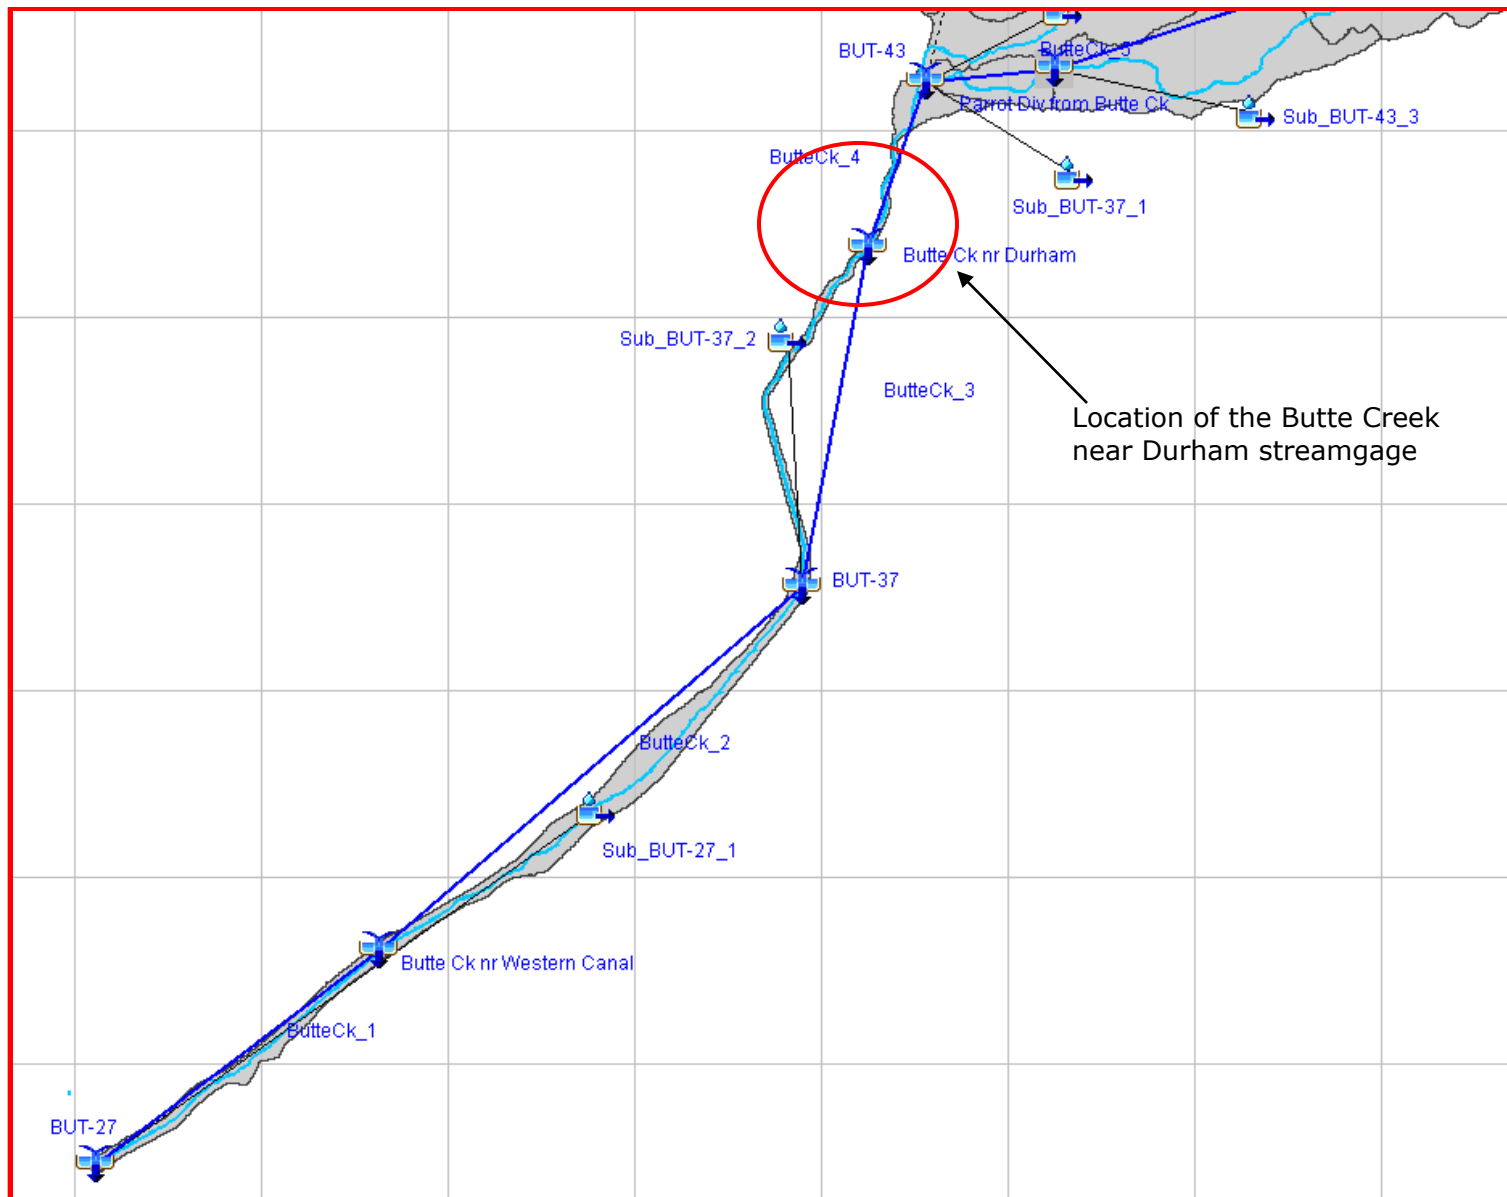 BUT-43
ButteCk_5
Parrot Div from Butte Ck
Sub_BUT-43_3
ButteCk_4
Sub_BUT-37_1
Butte Ck nr Durham
Sub_BUT-37_2
ButteCk_3
Location of the Butte Creek
near Durham streamgage
BUT-37
ButteCk_2
Sub_BUT-27_1
Butte Ck nr Western Canal
ButteCk_1
BUT-27